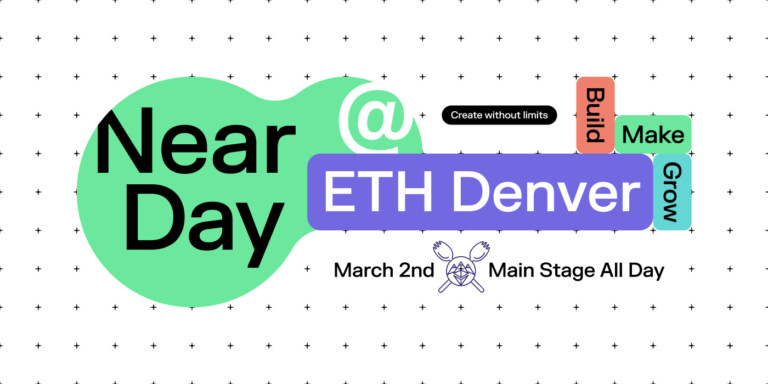 Near
Day
@
ETH Denver
Create without limits
Build
Make
Grow
March 2nd
Main Stage All Day